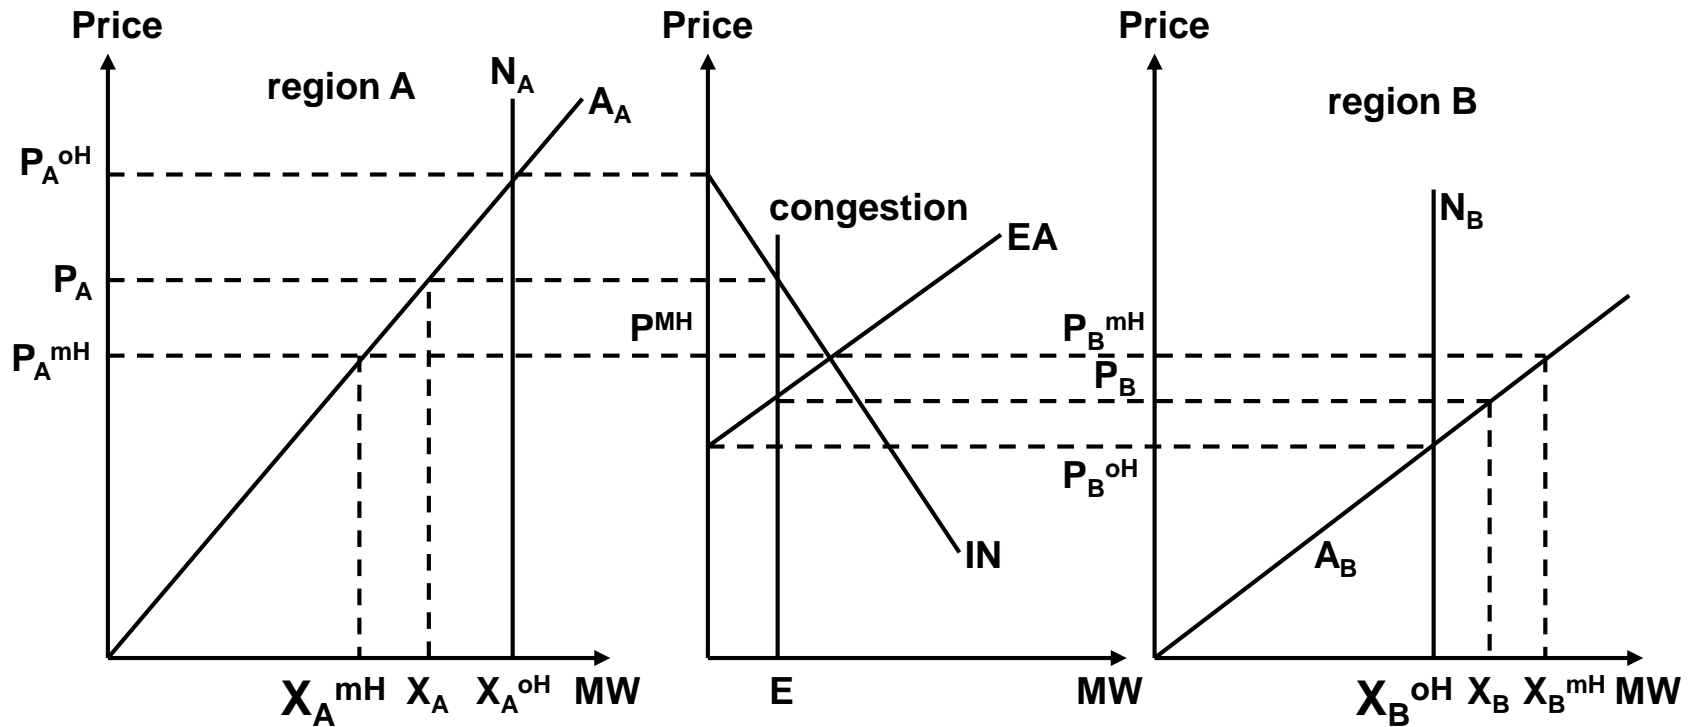 Price
region A
N_A
A_A
P_A^oH
P_A
P_A^mH
X_A^mH
X_A
X_A^oH
MW
Price
congestion
EA
P^MH
IN
E
MW
Price
region B
N_B
P_B^mH
P_B
P_B^oH
A_B
X_B^oH
X_B
X_B^mH
MW